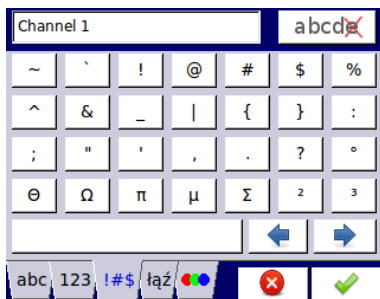 Channel 1 abcde
~ ` ! @ # $ %
^ & _ | { } :
; " ' , . ? °
Θ Ω π µ Σ ² ³
abc 123 !#$ łąź